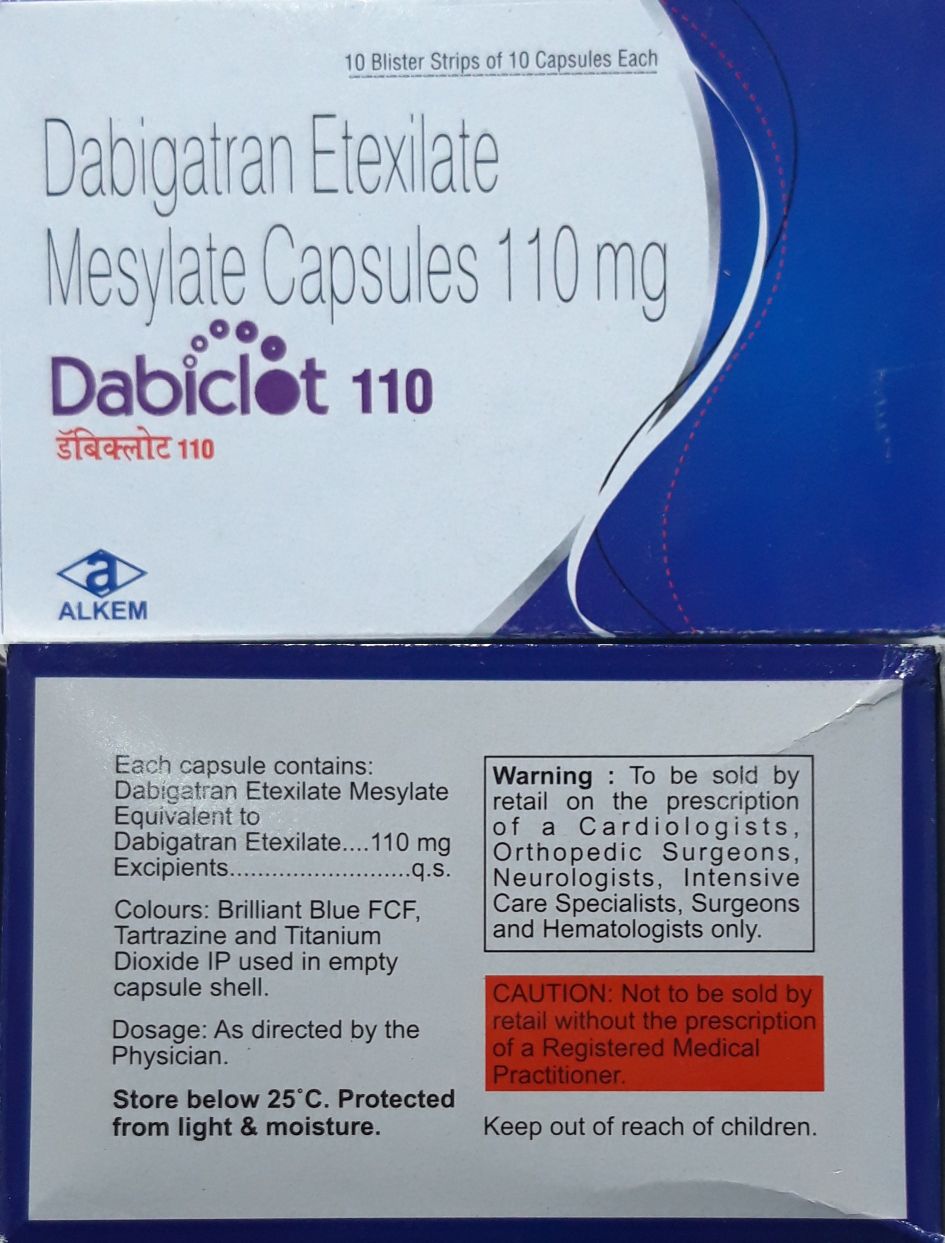 10 Blister Strips of 10 Capsules Each
Dabigatran Etexilate
Mesylate Capsules 110 mg
Dabiclot 110
डॅबिक्लोट 110
a
ALKEM
Each capsule contains:
Dabigatran Etexilate Mesylate
Equivalent to
Dabigatran Etexilate....110 mg
Excipients..........................q.s.
Colours: Brilliant Blue FCF,
Tartrazine and Titanium
Dioxide IP used in empty
capsule shell.
Dosage: As directed by the
Physician.
Store below 25°C. Protected
from light & moisture.
Warning : To be sold by
retail on the prescription
of a Cardiologists,
Orthopedic Surgeons,
Neurologists, Intensive
Care Specialists, Surgeons
and Hematologists only.
CAUTION: Not to be sold by
retail without the prescription
of a Registered Medical
Practitioner.
Keep out of reach of children.